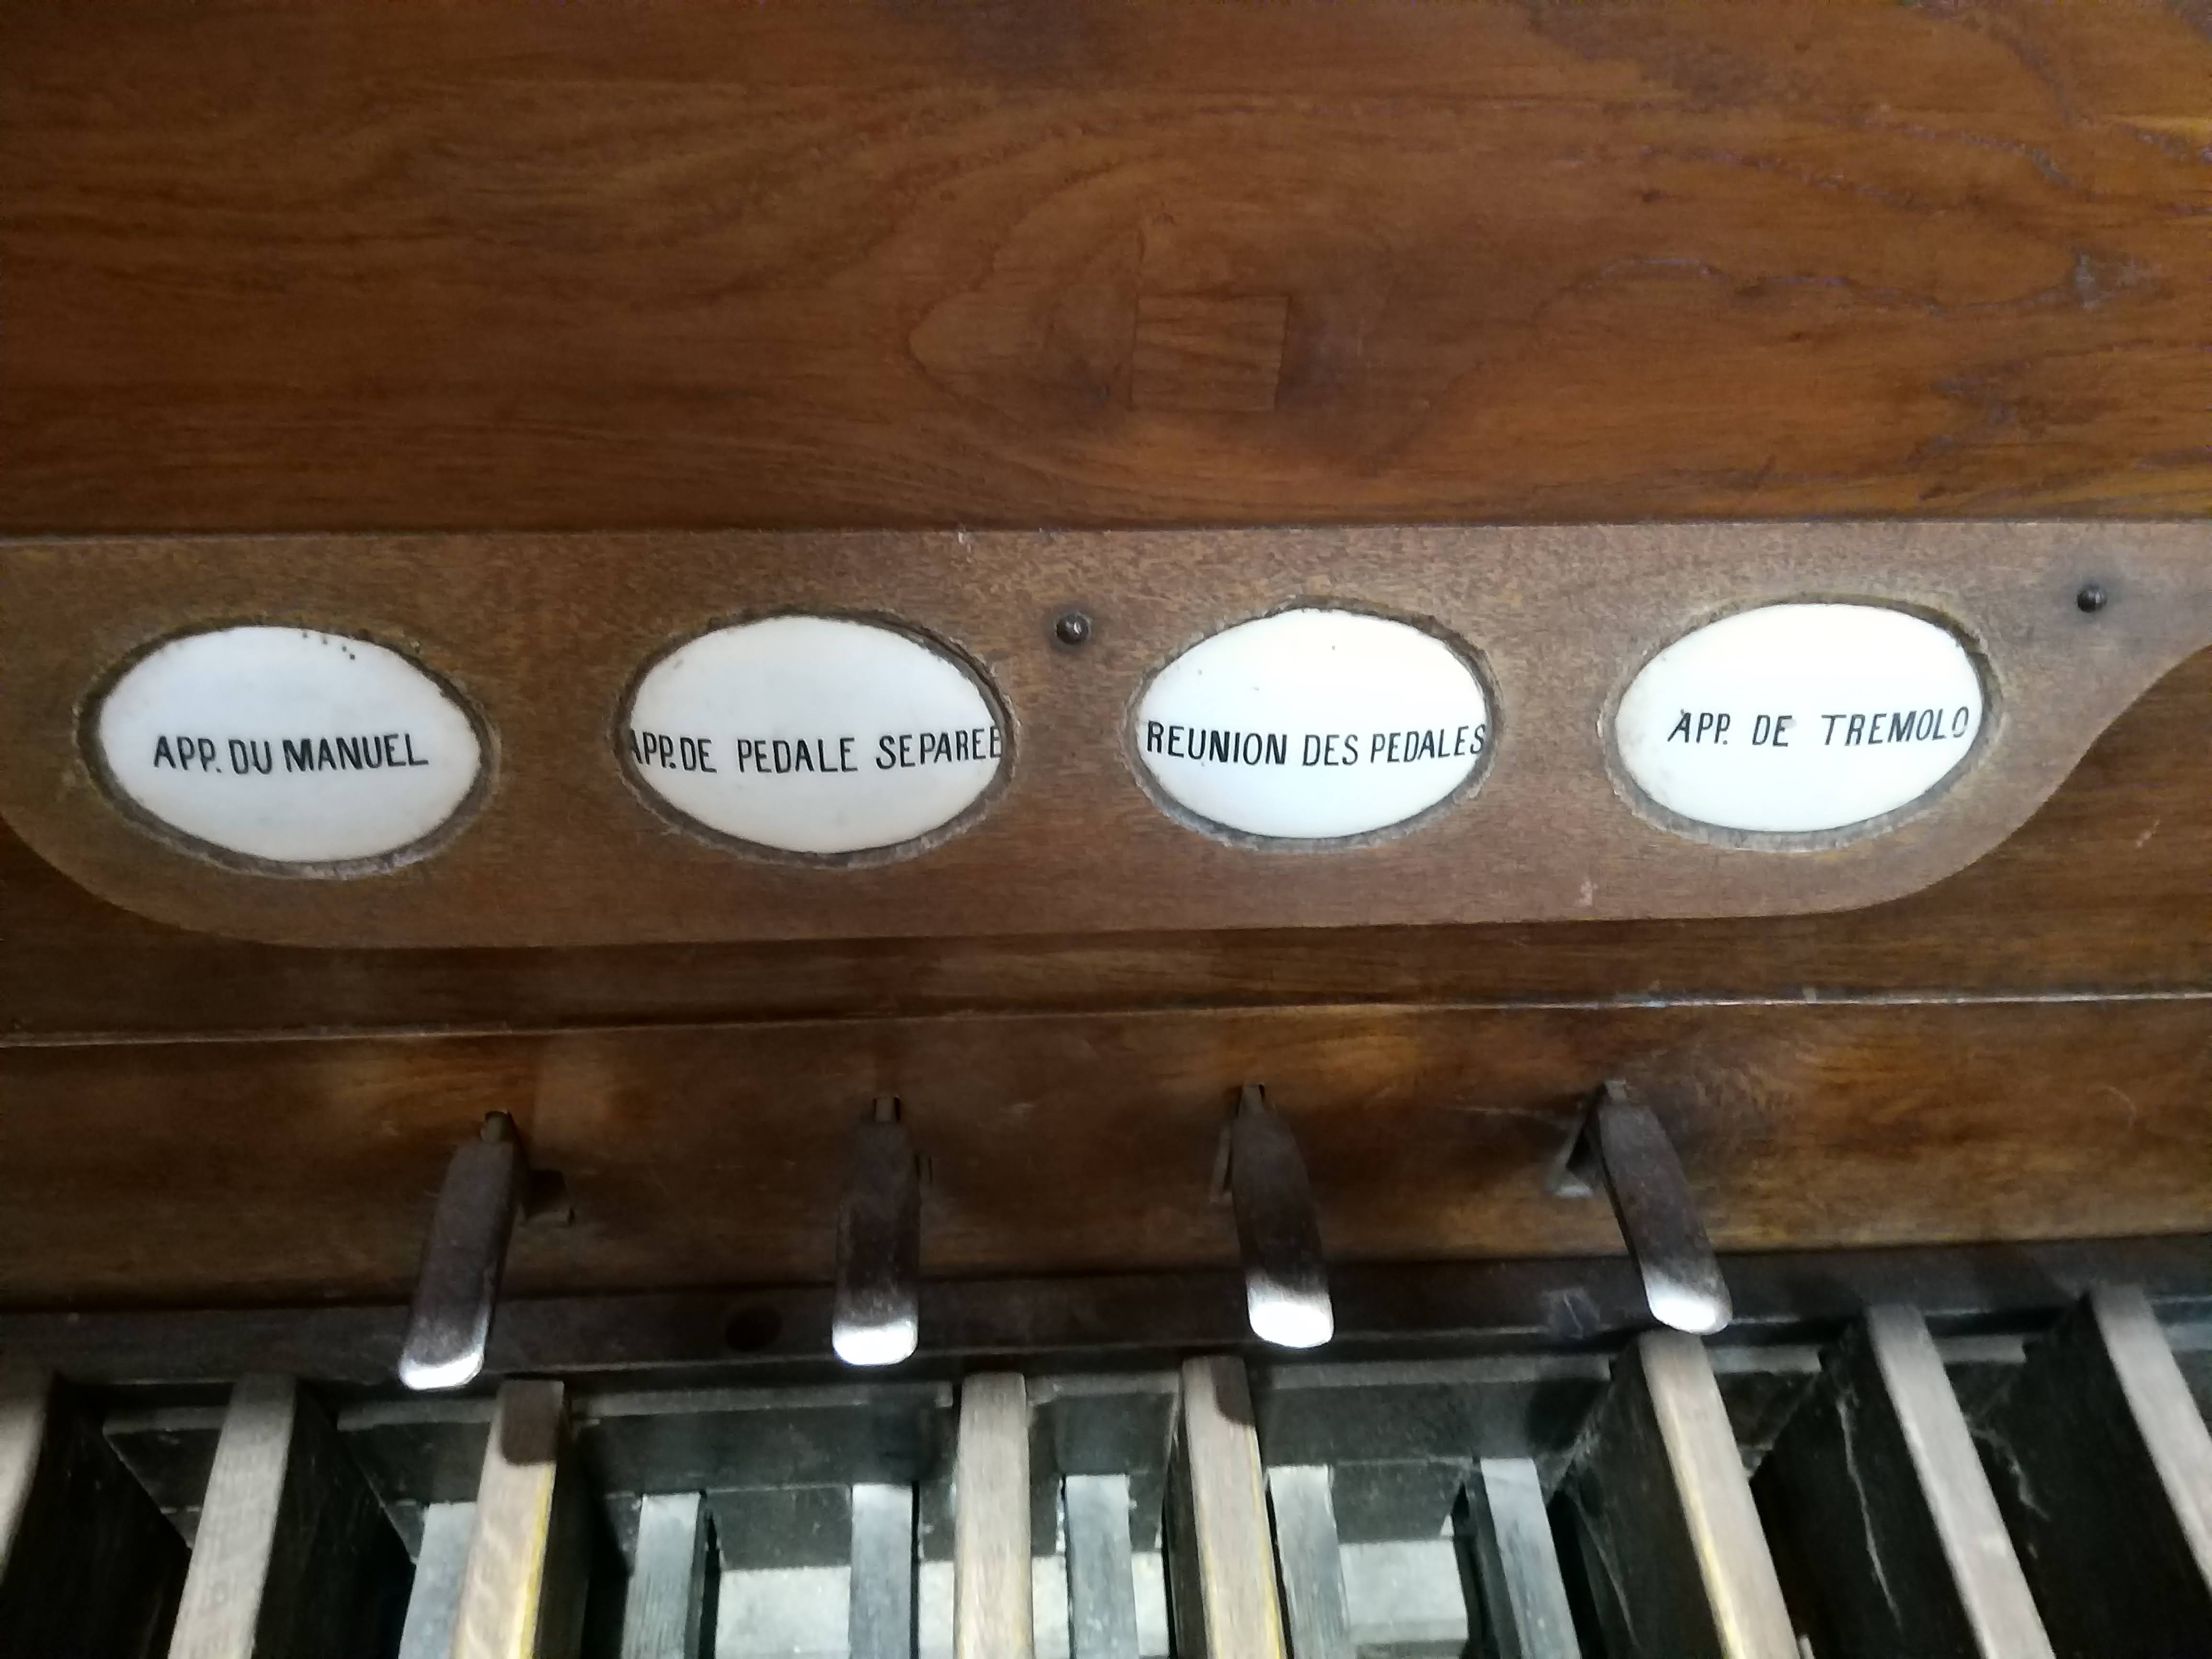 APP. DU MANUEL
APP. DE PEDALE SEPAREE
REUNION DES PEDALES
APP. DE TREMOLO